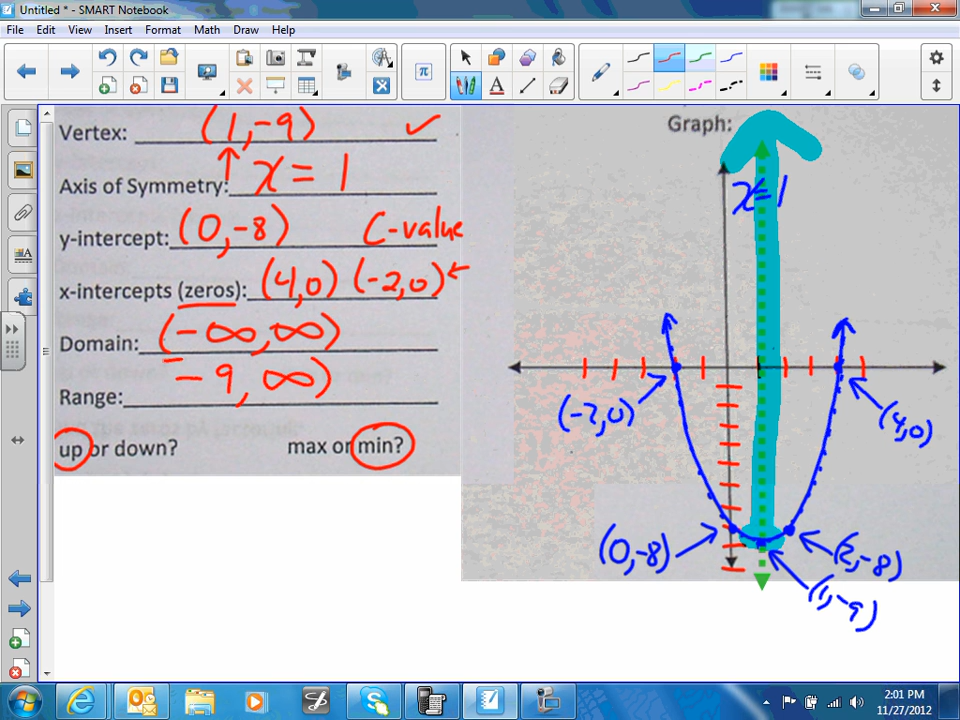 Untitled * - SMART Notebook
File Edit View Insert Format Math Draw Help
π
A
Vertex: (1,-9) ✓
Axis of Symmetry: x = 1
y-intercept: (0,-8) C-value
x-intercepts (zeros): (4,0) (-2,0)
Domain: (-∞,∞)
Range: -9,∞)
up or down? max or min?
Graph:
x=1
(-2,0)
(4,0)
(0,-8)
(2,-8)
(1,-9)
2:01 PM
11/27/2012